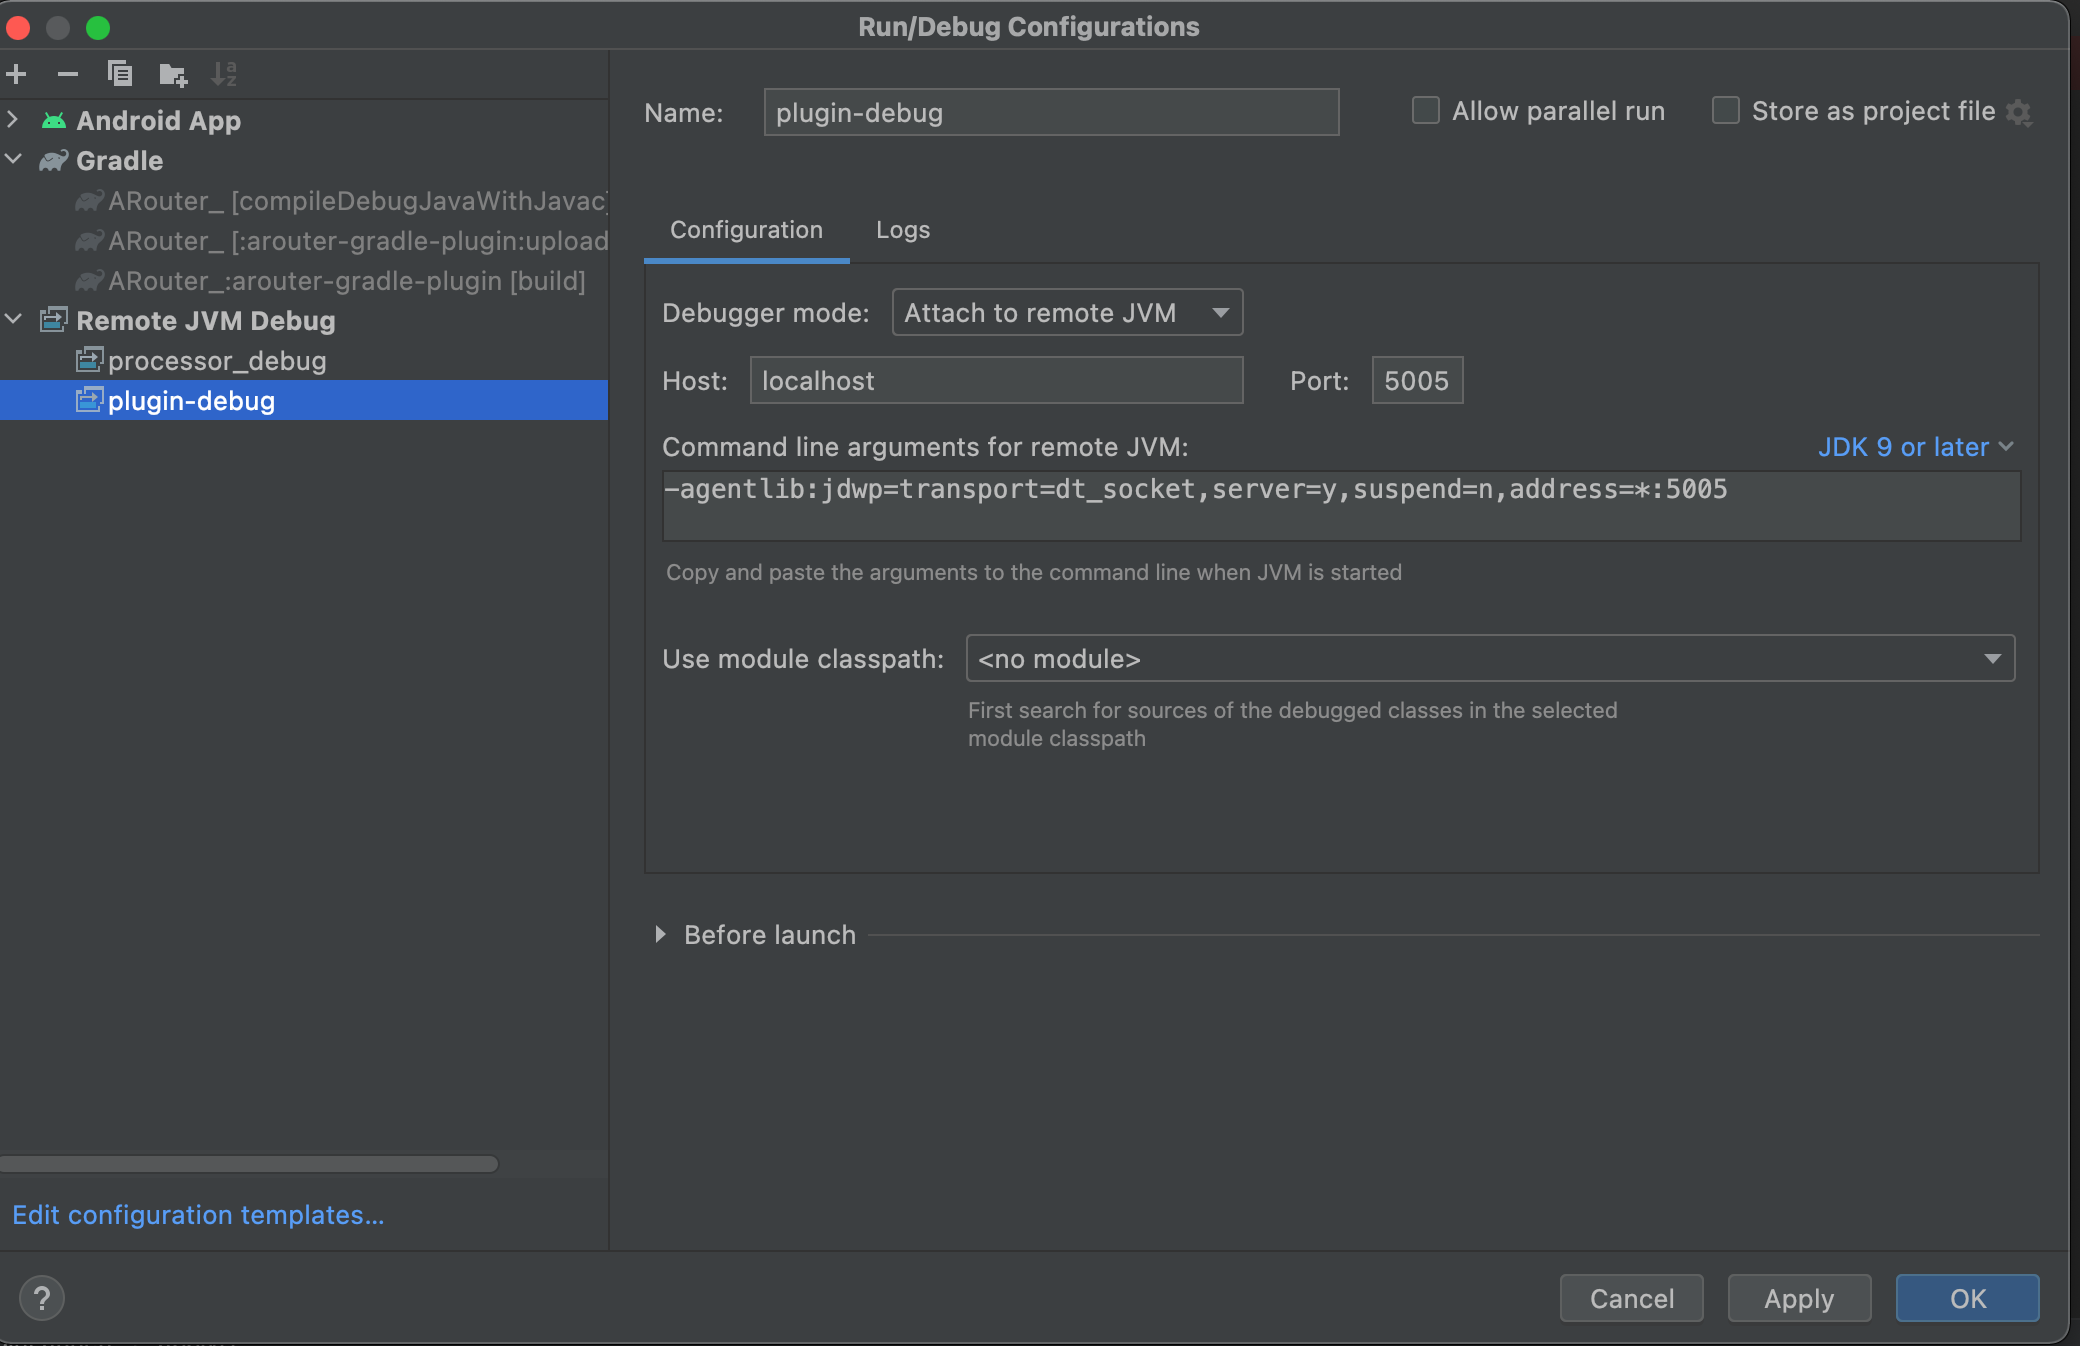 Run/Debug Configurations
Android App
Gradle
ARouter_ [compileDebugJavaWithJavac]
ARouter_ [:arouter-gradle-plugin:upload
ARouter_:arouter-gradle-plugin [build]
Remote JVM Debug
processor_debug
plugin-debug
Edit configuration templates...
Name: plugin-debug
Allow parallel run
Store as project file
Configuration Logs
Debugger mode: Attach to remote JVM
Host: localhost Port: 5005
Command line arguments for remote JVM: JDK 9 or later
-agentlib:jdwp=transport=dt_socket,server=y,suspend=n,address=*:5005
Copy and paste the arguments to the command line when JVM is started
Use module classpath: <no module>
First search for sources of the debugged classes in the selected
module classpath
Before launch
? Cancel Apply OK